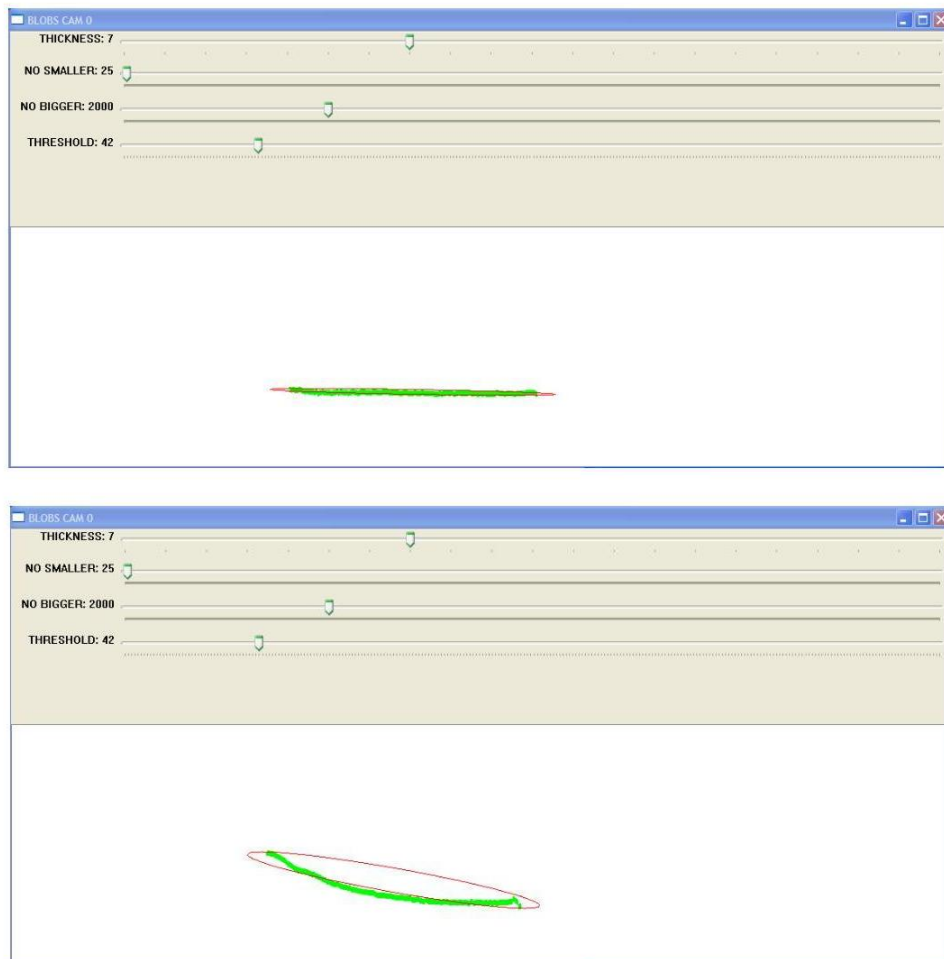 BLOBS CAM 0
THICKNESS: 7
NO SMALLER: 25
NO BIGGER: 2000
THRESHOLD: 42
BLOBS CAM 0
THICKNESS: 7
NO SMALLER: 25
NO BIGGER: 2000
THRESHOLD: 42